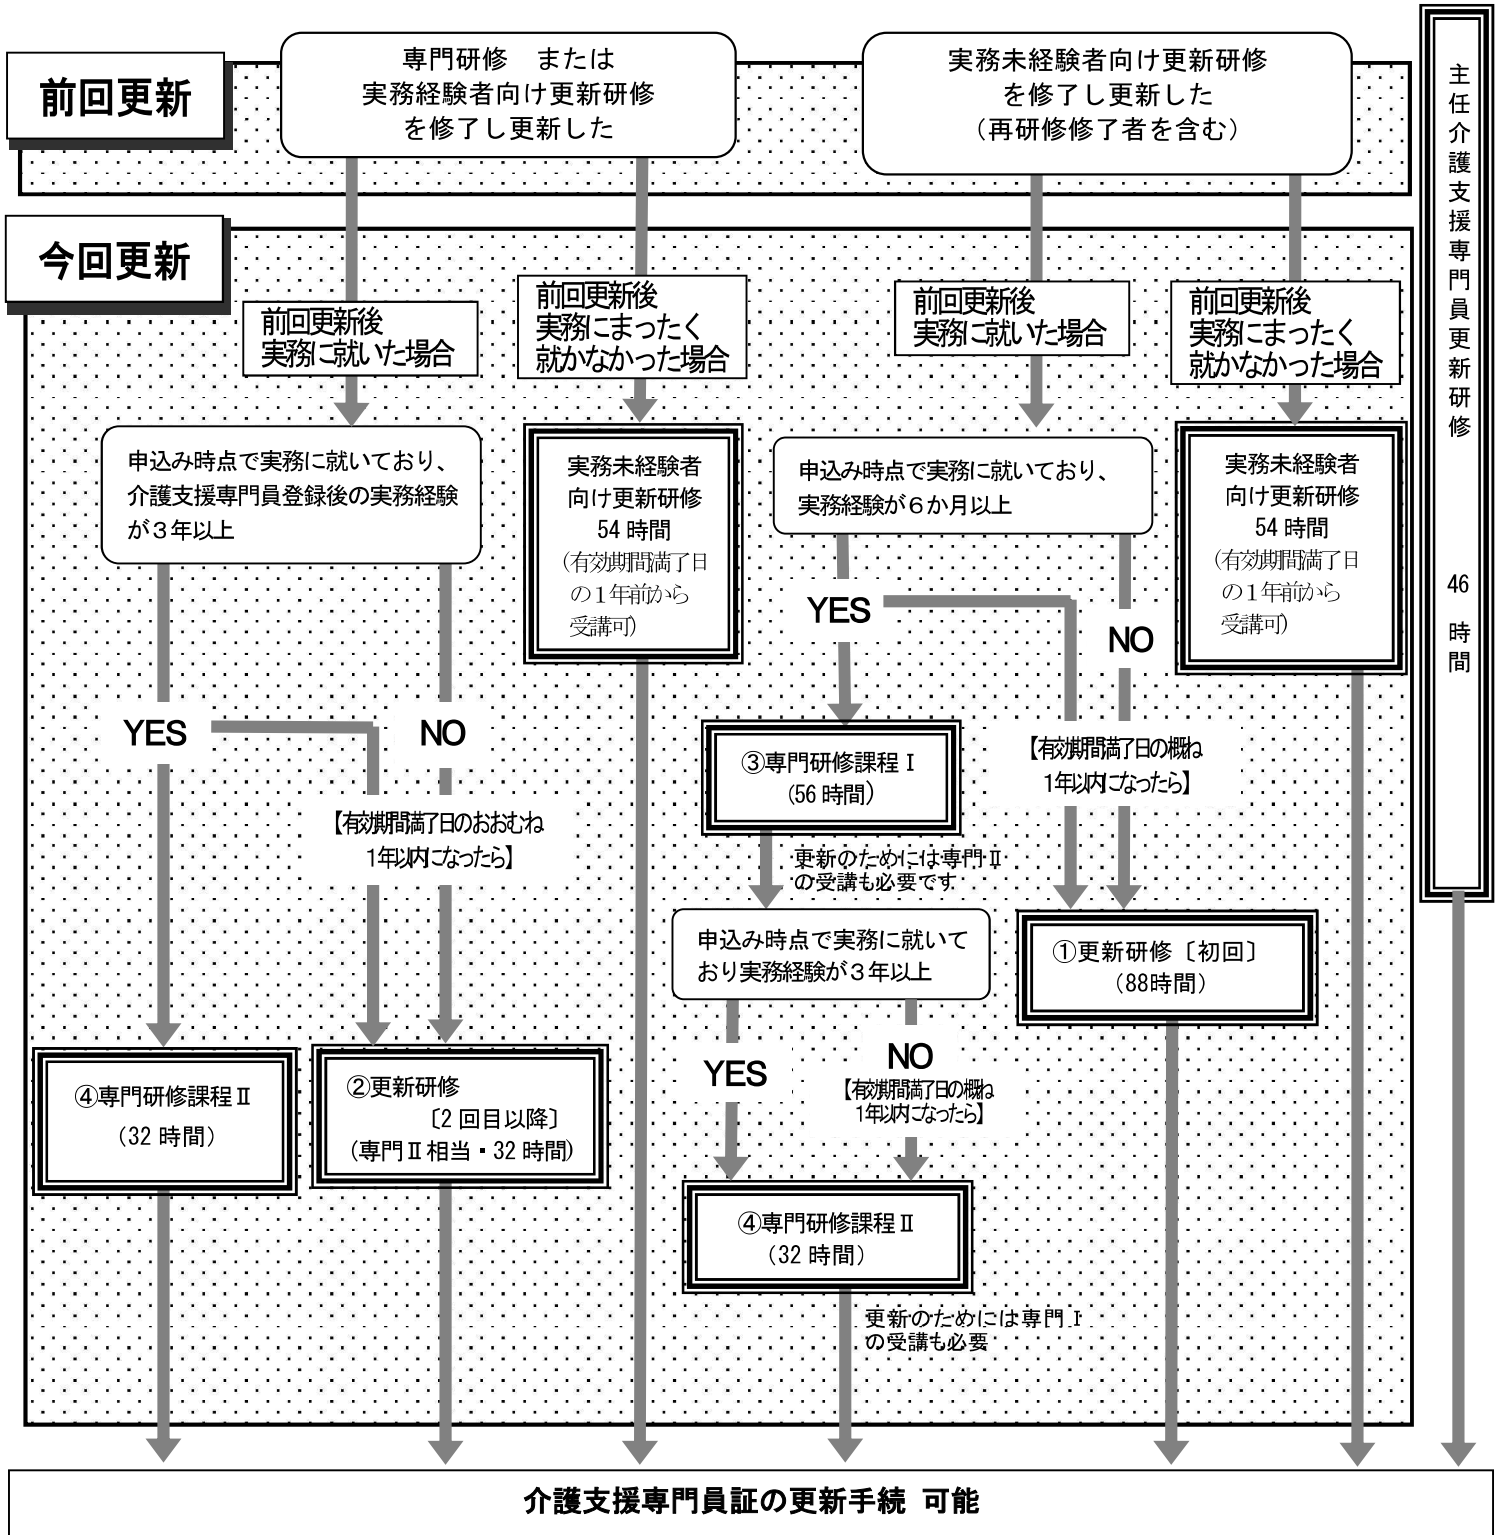 前回更新
専門研修　または
実務経験者向け更新研修
を修了し更新した
実務未経験者向け更新研修
を修了し更新した
（再研修修了者を含む）
主任介護支援専門員更新研修　46時間
今回更新
前回更新後
実務に就いた場合
前回更新後
実務にまったく
就かなかった場合
前回更新後
実務に就いた場合
前回更新後
実務にまったく
就かなかった場合
申込み時点で実務に就いており、
介護支援専門員登録後の実務経験
が３年以上
実務未経験者
向け更新研修
54 時間
（有効期間満了日
の１年前から
受講可）
申込み時点で実務に就いており、
実務経験が６か月以上
実務未経験者
向け更新研修
54 時間
（有効期間満了日
の１年前から
受講可）
YES
NO
YES
NO
【有効期間満了日のおおむね
１年以内になったら】
③専門研修課程Ⅰ
（56 時間）
更新のためには専門Ⅱ
の受講も必要です
【有効期間満了日の概ね
１年以内になったら】
申込み時点で実務に就いて
おり実務経験が３年以上
①更新研修〔初回〕
（88時間）
YES
NO
【有効期間満了日の概ね
１年以内になったら】
④専門研修課程Ⅱ
（32 時間）
②更新研修
〔2 回目以降〕
（専門Ⅱ相当・32 時間）
④専門研修課程Ⅱ
（32 時間）
更新のためには専門Ⅰ
の受講も必要
介護支援専門員証の更新手続 可能